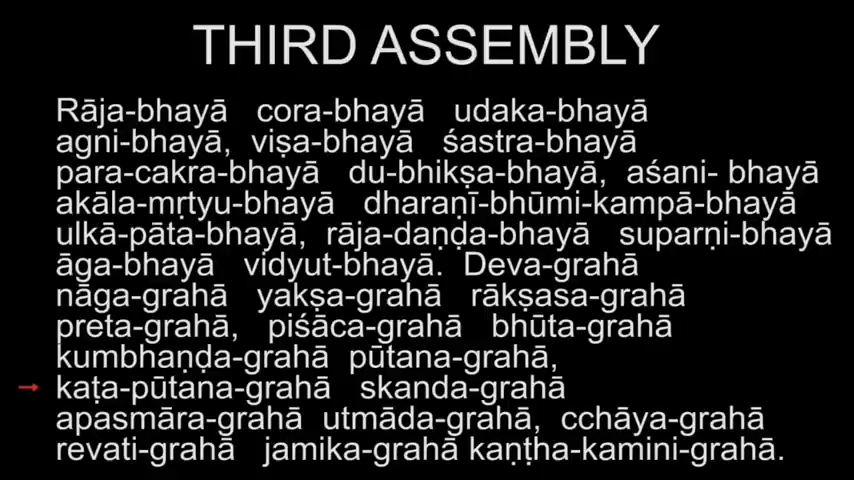 THIRD ASSEMBLY
Rāja-bhayā cora-bhayā udaka-bhayā
agni-bhayā, viṣa-bhayā śastra-bhayā
para-cakra-bhayā du-bhikṣa-bhayā, aśani- bhayā
akāla-mṛtyu-bhayā dharaṇī-bhūmi-kampā-bhayā
ulkā-pāta-bhayā, rāja-daṇḍa-bhayā suparṇi-bhayā
āga-bhayā vidyut-bhayā. Deva-grahā
nāga-grahā yakṣa-grahā rākṣasa-grahā
preta-grahā, piśāca-grahā bhūta-grahā
kumbhaṇḍa-grahā pūtana-grahā,
kaṭa-pūtana-grahā skanda-grahā
apasmāra-grahā utmāda-grahā, cchāya-grahā
revati-grahā jamika-grahā kaṇṭha-kamini-grahā.